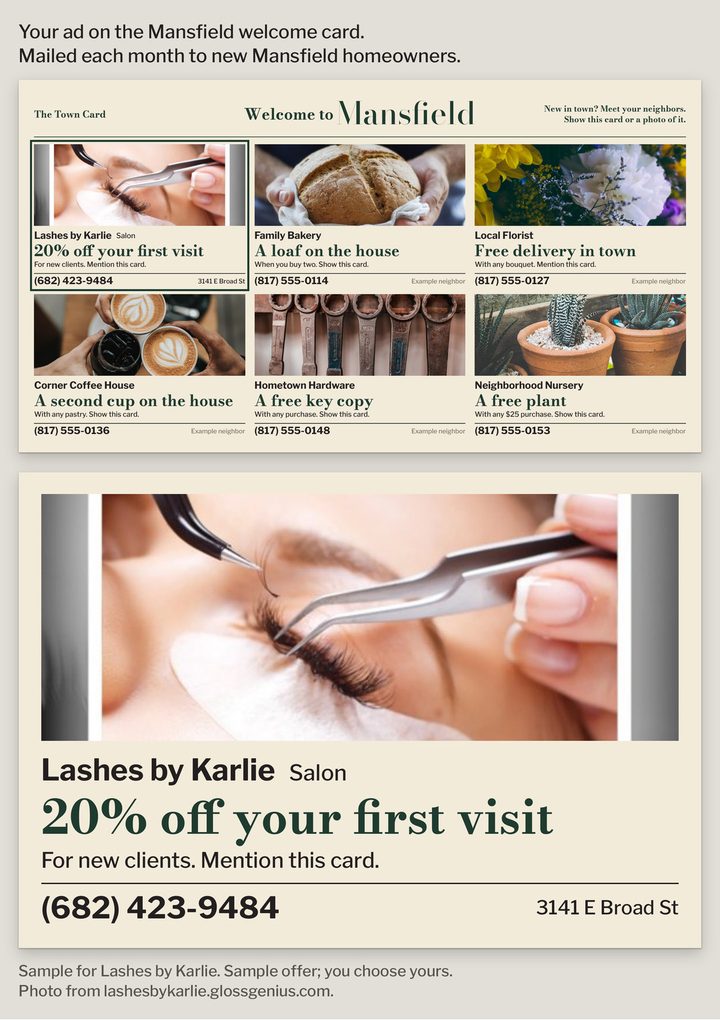 Your ad on the Mansfield welcome card.
Mailed each month to new Mansfield homeowners.
The Town Card
Welcome to Mansfield
New in town? Meet your neighbors.
Show this card or a photo of it.
Lashes by Karlie Salon
20% off your first visit
For new clients. Mention this card.
(682) 423-9484 3141 E Broad St
Family Bakery
A loaf on the house
When you buy two. Show this card.
(817) 555-0114 Example neighbor
Local Florist
Free delivery in town
With any bouquet. Mention this card.
(817) 555-0127 Example neighbor
Corner Coffee House
A second cup on the house
With any pastry. Show this card.
(817) 555-0136 Example neighbor
Hometown Hardware
A free key copy
With any purchase. Show this card.
(817) 555-0148 Example neighbor
Neighborhood Nursery
A free plant
With any $25 purchase. Show this card.
(817) 555-0153 Example neighbor
Lashes by Karlie Salon
20% off your first visit
For new clients. Mention this card.
(682) 423-9484 3141 E Broad St
Sample for Lashes by Karlie. Sample offer; you choose yours.
Photo from lashesbykarlie.glossgenius.com.